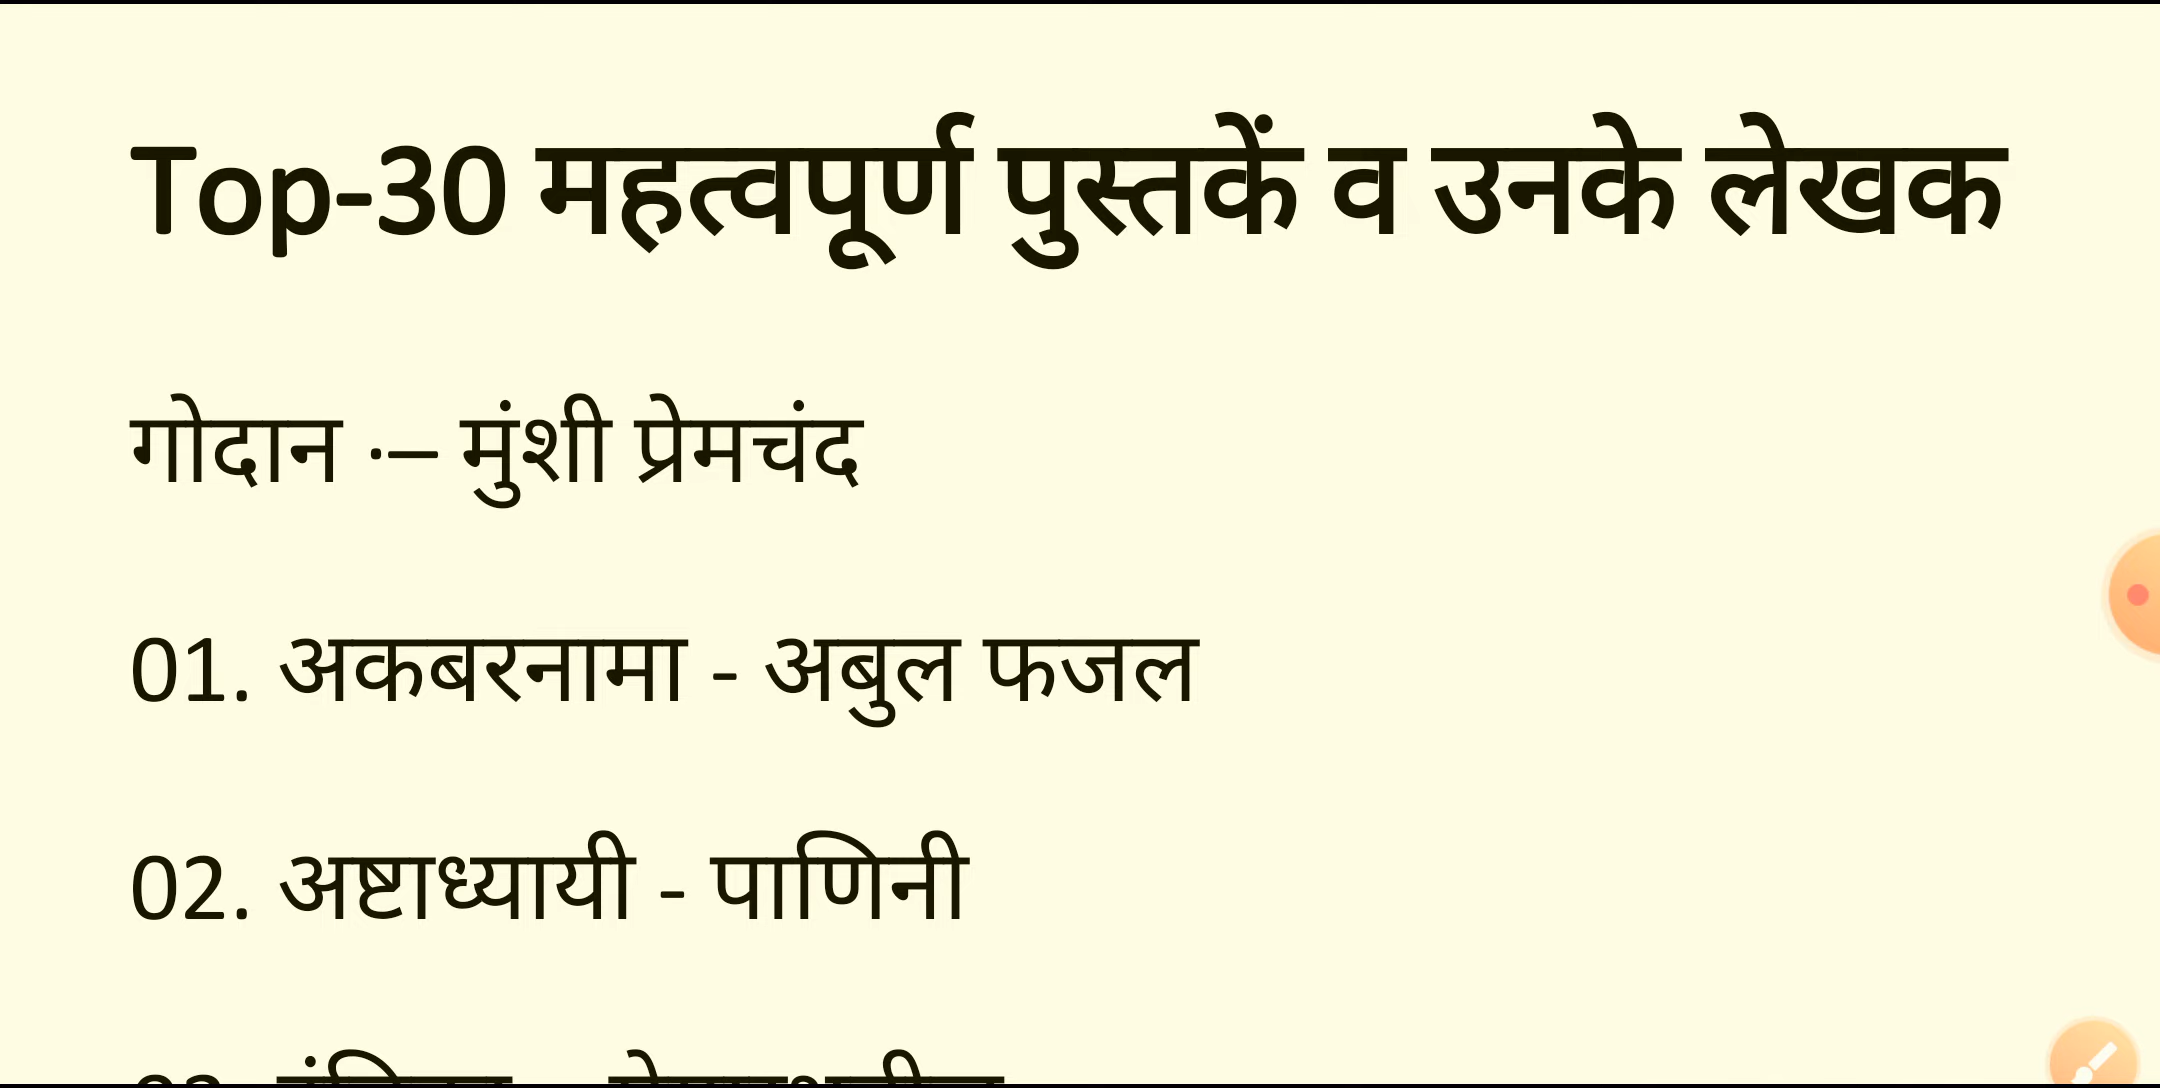 Top-30 महत्वपूर्ण पुस्तकें व उनके लेखक
गोदान ·– मुंशी प्रेमचंद
01. अकबरनामा - अबुल फजल
02. अष्टाध्यायी - पाणिनी